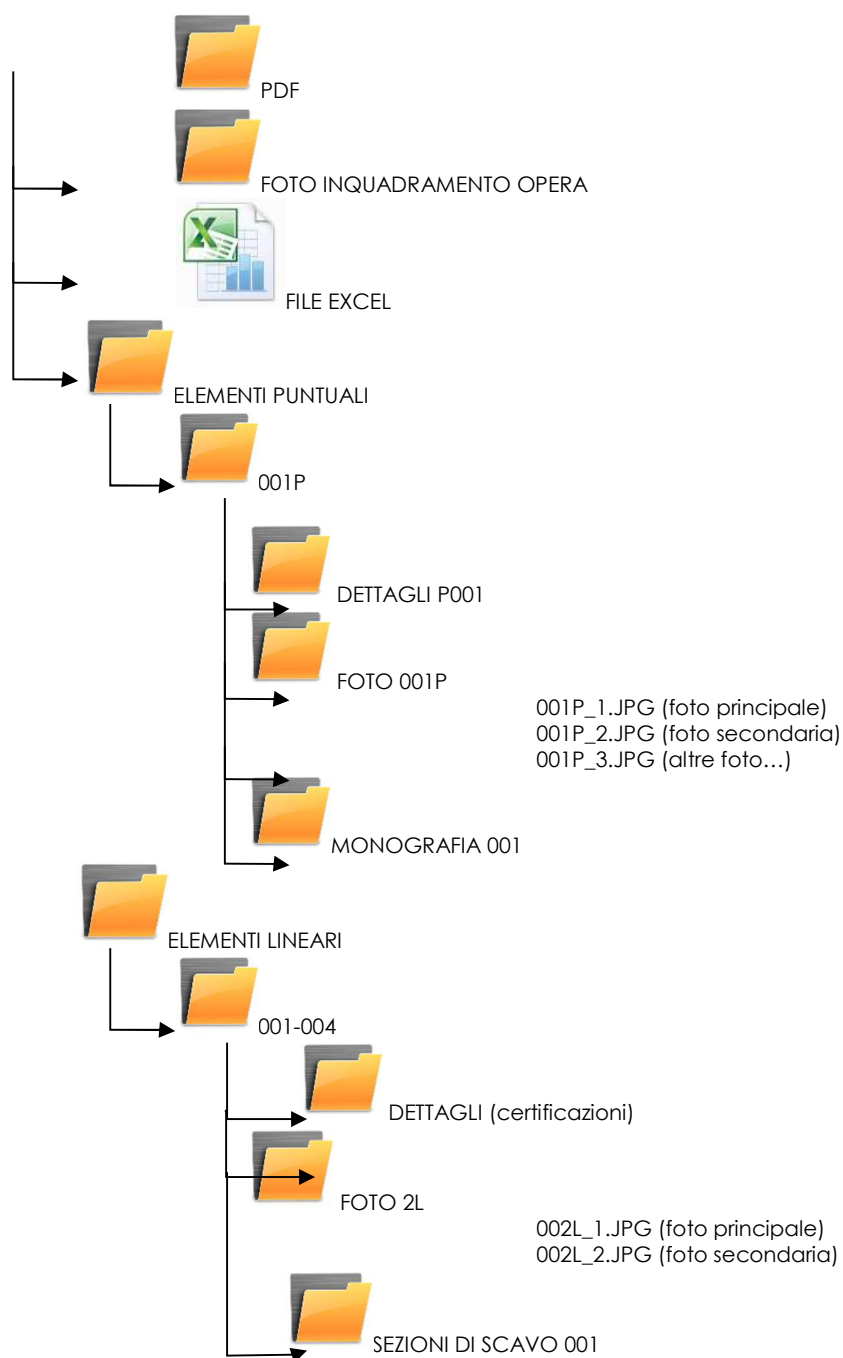 PDF
FOTO INQUADRAMENTO OPERA
FILE EXCEL
ELEMENTI PUNTUALI
001P
DETTAGLI P001
FOTO 001P
001P_1.JPG (foto principale)
001P_2.JPG (foto secondaria)
001P_3.JPG (altre foto…)
MONOGRAFIA 001
ELEMENTI LINEARI
001-004
DETTAGLI (certificazioni)
FOTO 2L
002L_1.JPG (foto principale)
002L_2.JPG (foto secondaria)
SEZIONI DI SCAVO 001